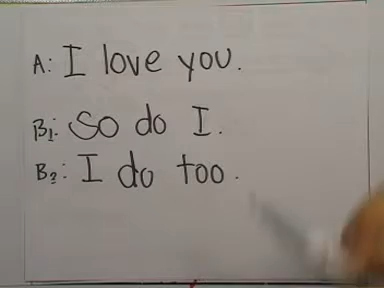 A: I love you.
B1: So do I.
B2: I do too.